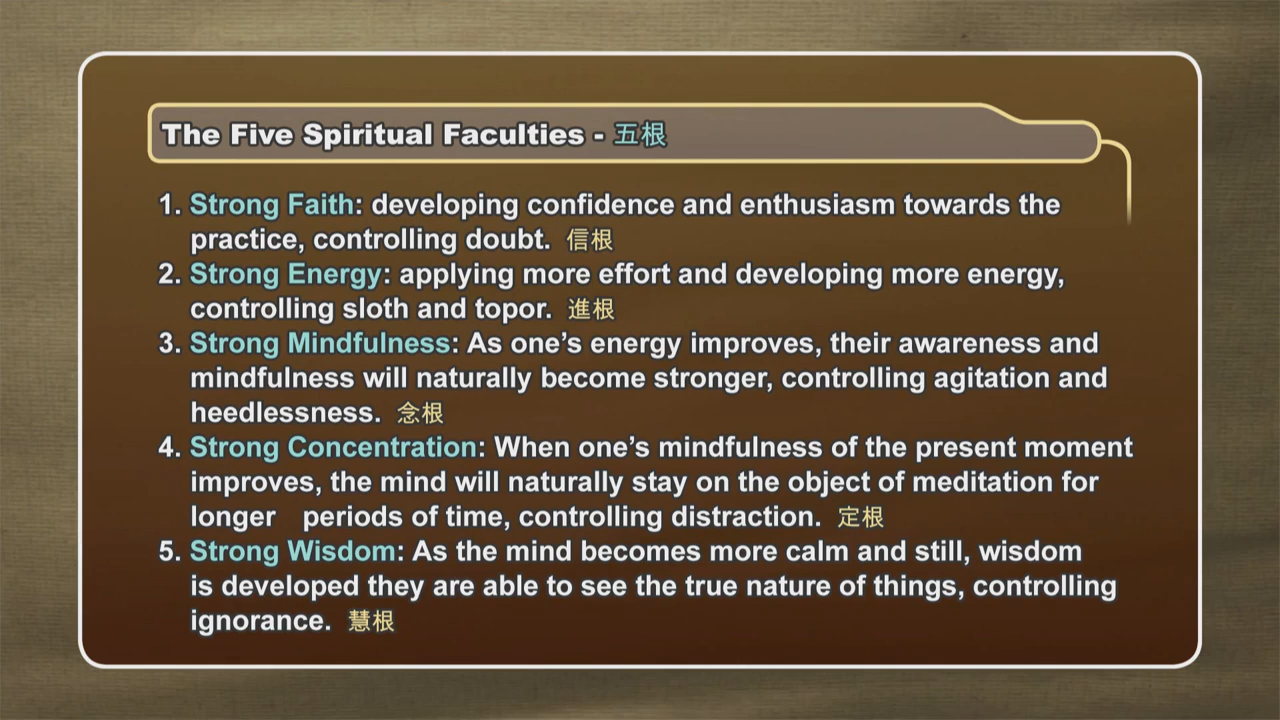 The Five Spiritual Faculties - 五根
1. Strong Faith: developing confidence and enthusiasm towards the
practice, controlling doubt. 信根
2. Strong Energy: applying more effort and developing more energy,
controlling sloth and topor. 進根
3. Strong Mindfulness: As one’s energy improves, their awareness and
mindfulness will naturally become stronger, controlling agitation and
heedlessness. 念根
4. Strong Concentration: When one’s mindfulness of the present moment
improves, the mind will naturally stay on the object of meditation for
longer periods of time, controlling distraction. 定根
5. Strong Wisdom: As the mind becomes more calm and still, wisdom
is developed they are able to see the true nature of things, controlling
ignorance. 慧根